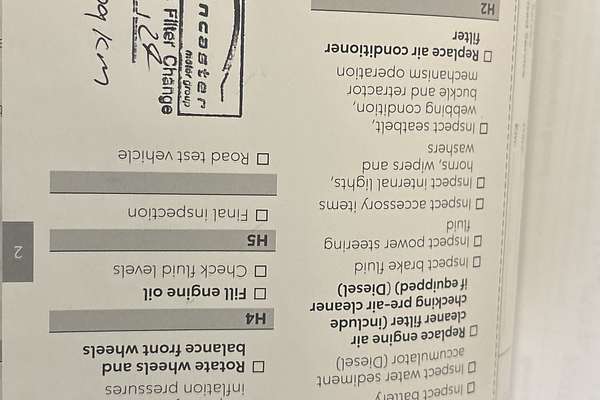 □ Inspect battery
□ Inspect water sediment
accumulator (Diesel)
□ Replace engine air
cleaner filter (include
checking pre-air cleaner
if equipped) (Diesel)
□ Inspect brake fluid
□ Inspect power steering
fluid
□ Inspect accessory items
□ Inspect internal lights,
horns, wipers and
washers
□ Inspect seatbelt,
webbing condition,
buckle and retractor
mechanism operation
□ Replace air conditioner
filter
H2
inflation pressures
□ Rotate wheels and
balance front wheels
H4
□ Fill engine oil
□ Check fluid levels
H5
□ Final inspection
□ Road test vehicle
ncaster
motor group
Filter Change
km
2